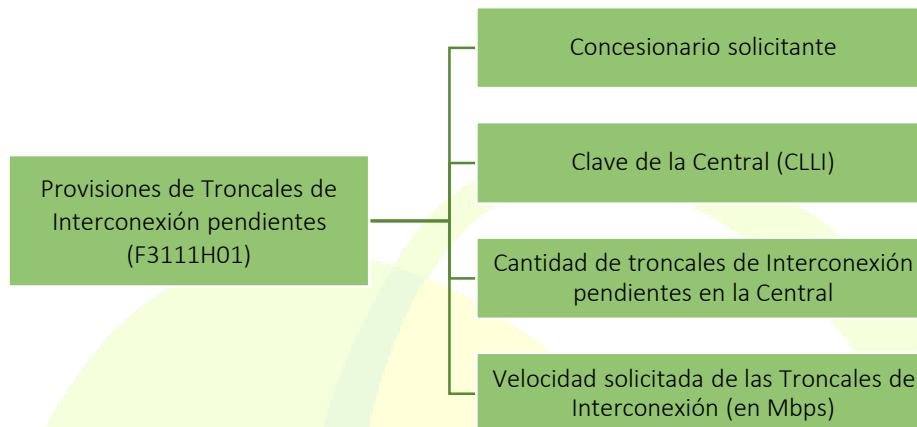 Concesionario solicitante
Clave de la Central (CLLI)
Provisiones de Troncales de
Interconexión pendientes
(F3111H01)
Cantidad de troncales de Interconexión
pendientes en la Central
Velocidad solicitada de las Troncales de
Interconexión (en Mbps)